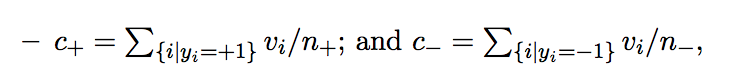 − c₊ = ∑_{i|yᵢ=+1} vᵢ/n₊; and c₋ = ∑_{i|yᵢ=−1} vᵢ/n₋,